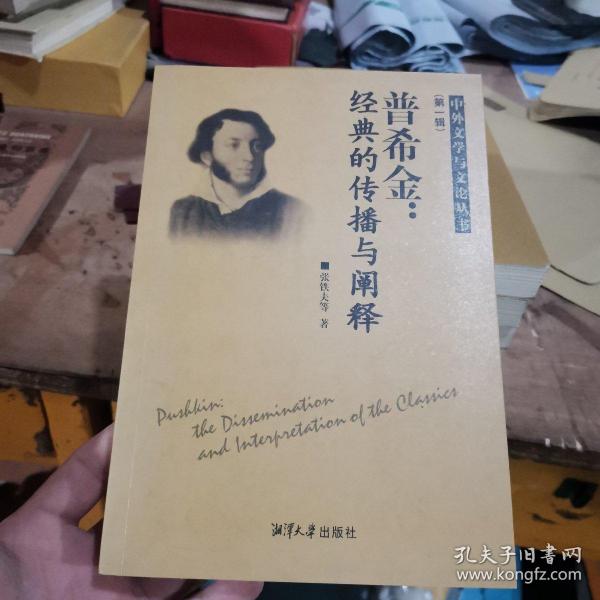 中外文学与文论丛书
(第一辑)
普希金:
经典的传播与阐释
■张铁夫等 著
Pushkin:
the Dissemination
and Interpretation of the Classics
湘潭大学出版社
孔夫子旧书网
www.kongfz.com